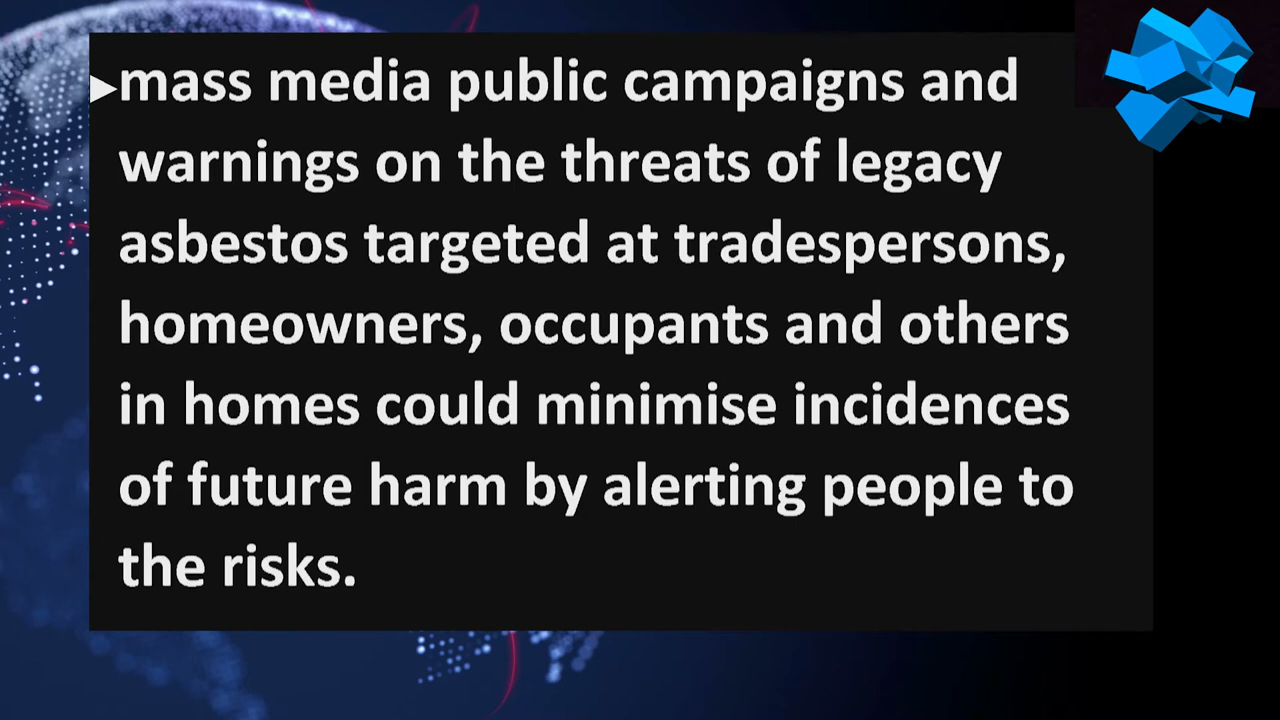 ▶mass media public campaigns and
warnings on the threats of legacy
asbestos targeted at tradespersons,
homeowners, occupants and others
in homes could minimise incidences
of future harm by alerting people to
the risks.